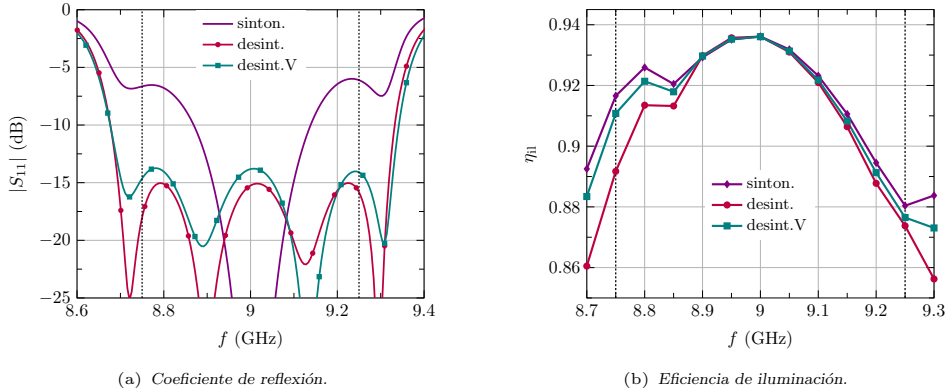 0
−5
−10
−15
−20
−25
8.6
8.8
9
9.2
9.4
|S11| (dB)
f (GHz)
sinton.
desint.
desint.V
(a) Coeficiente de reflexión.
0.94
0.92
0.9
0.88
0.86
8.7
8.8
8.9
9
9.1
9.2
9.3
ηil
f (GHz)
sinton.
desint.
desint.V
(b) Eficiencia de iluminación.